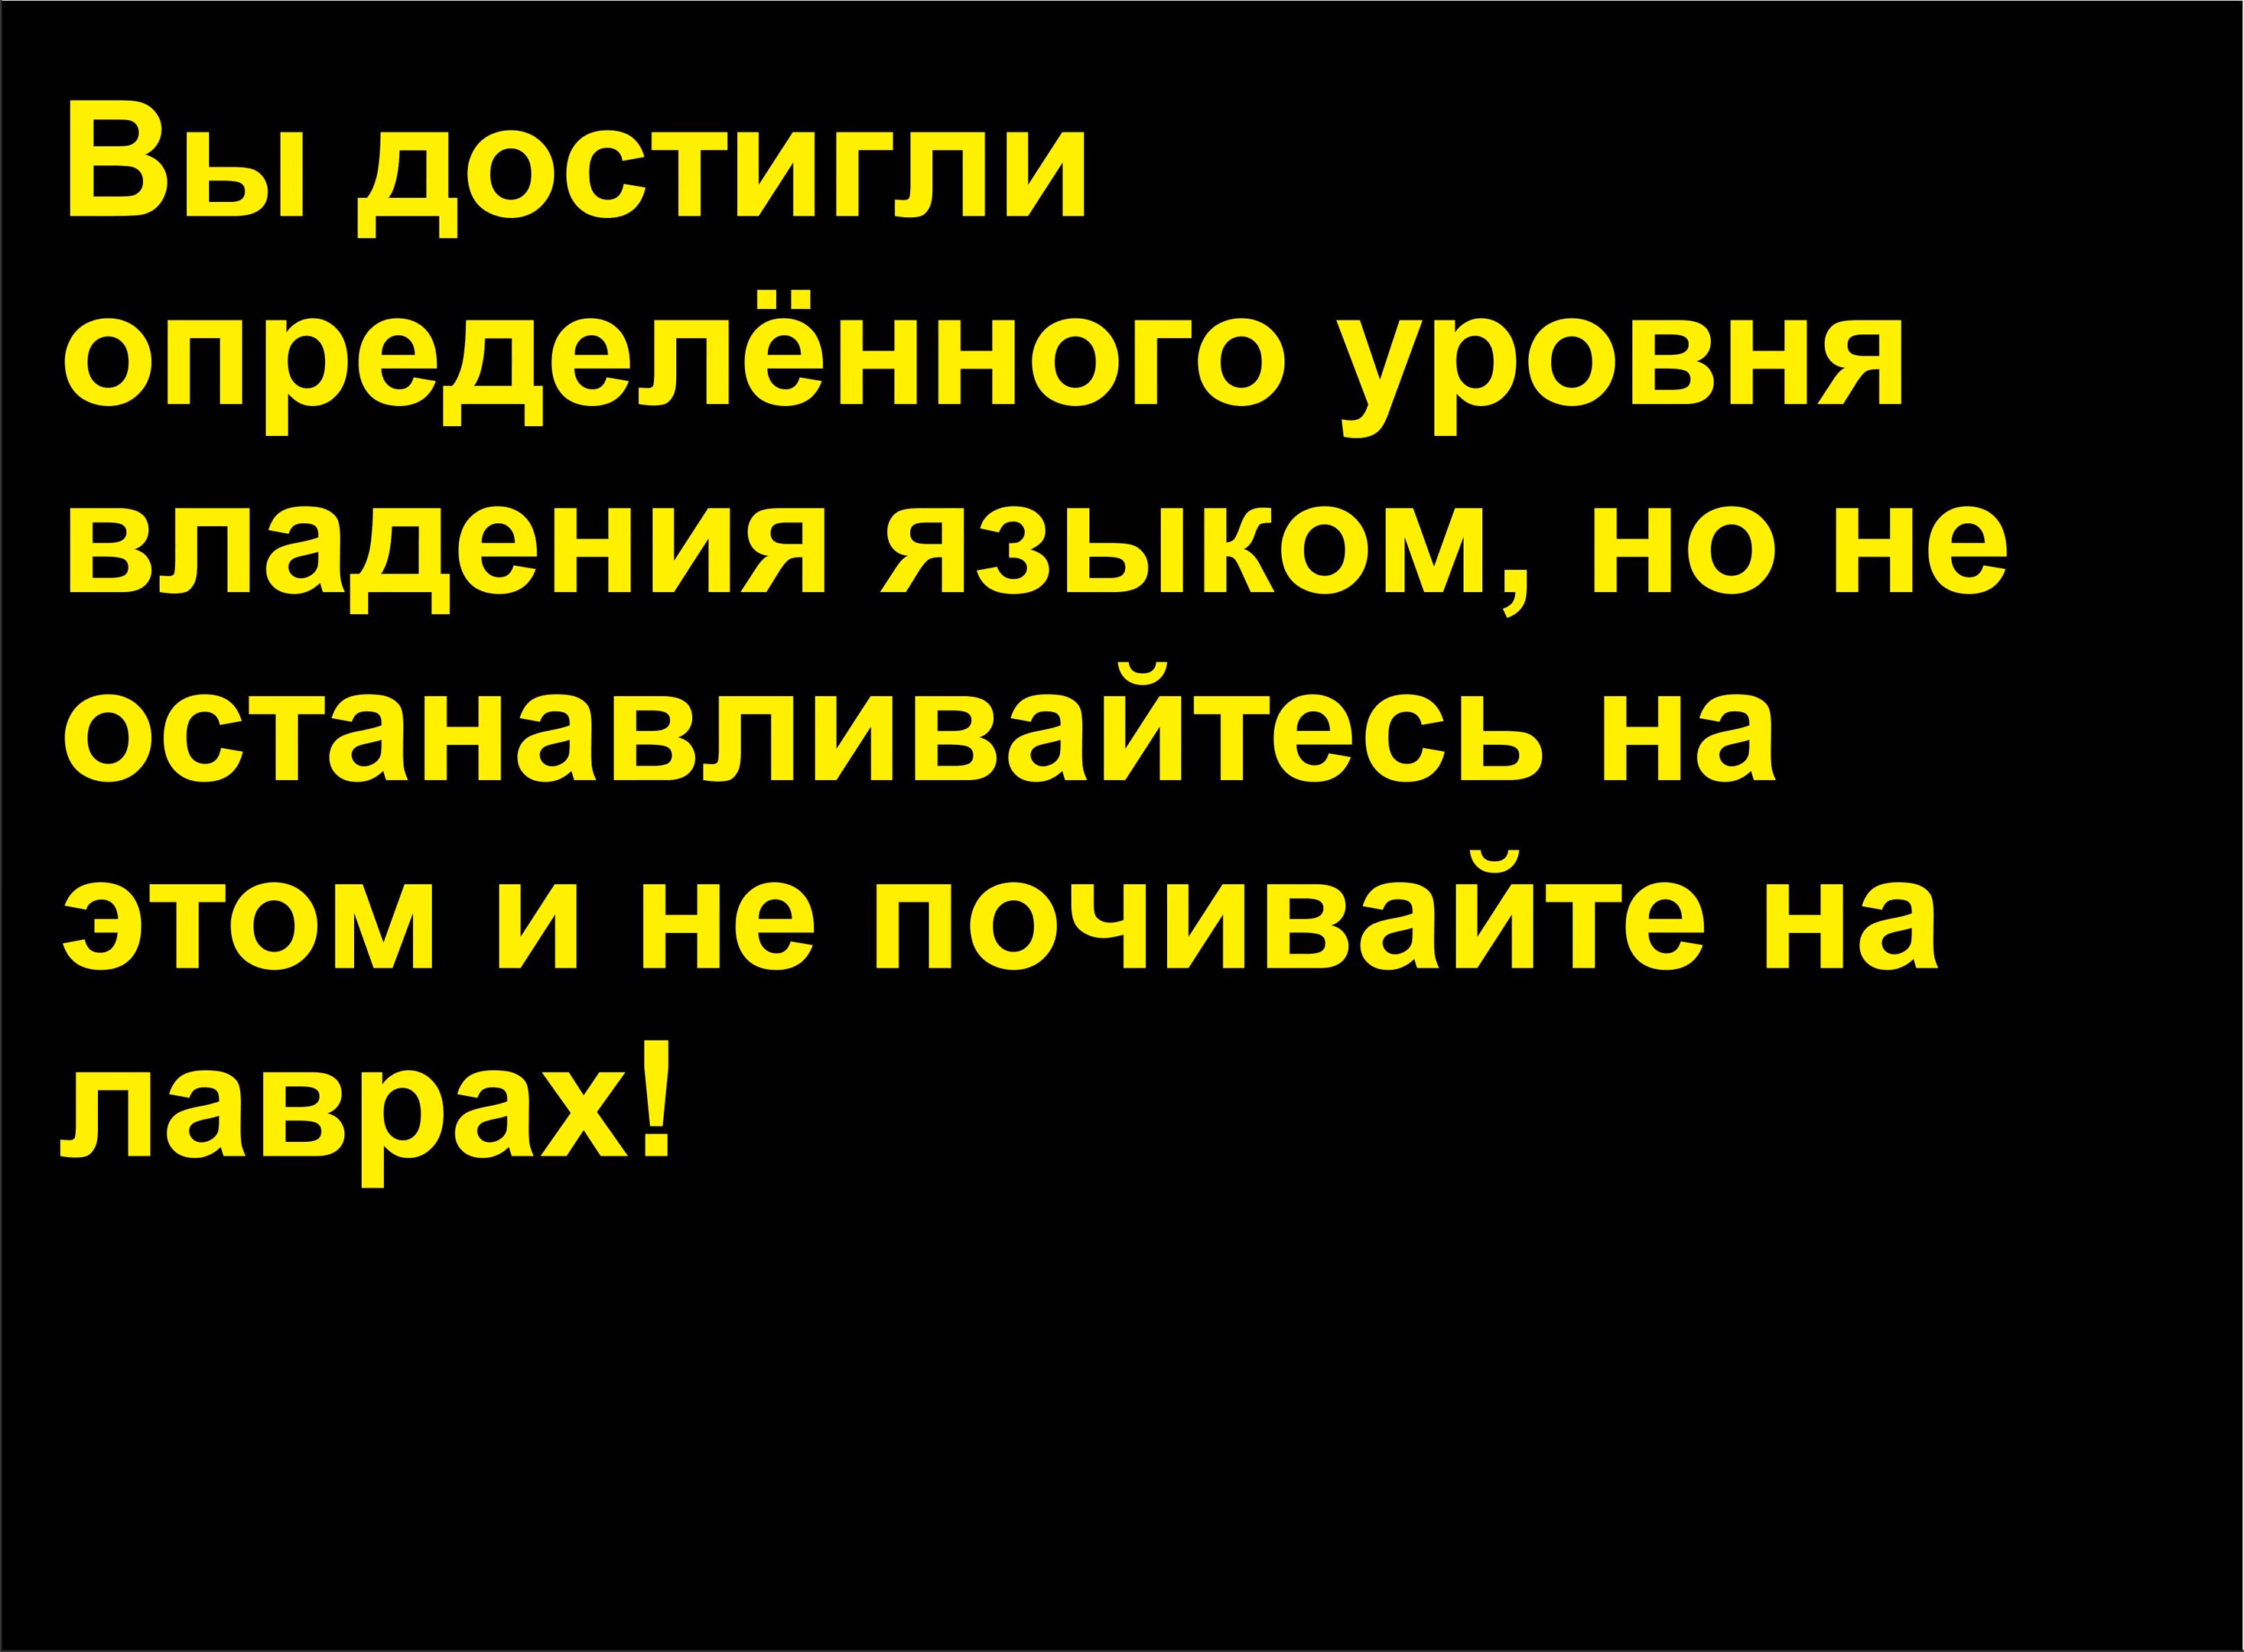 Вы достигли
определённого уровня
владения языком, но не
останавливайтесь на
этом и не почивайте на
лаврах!